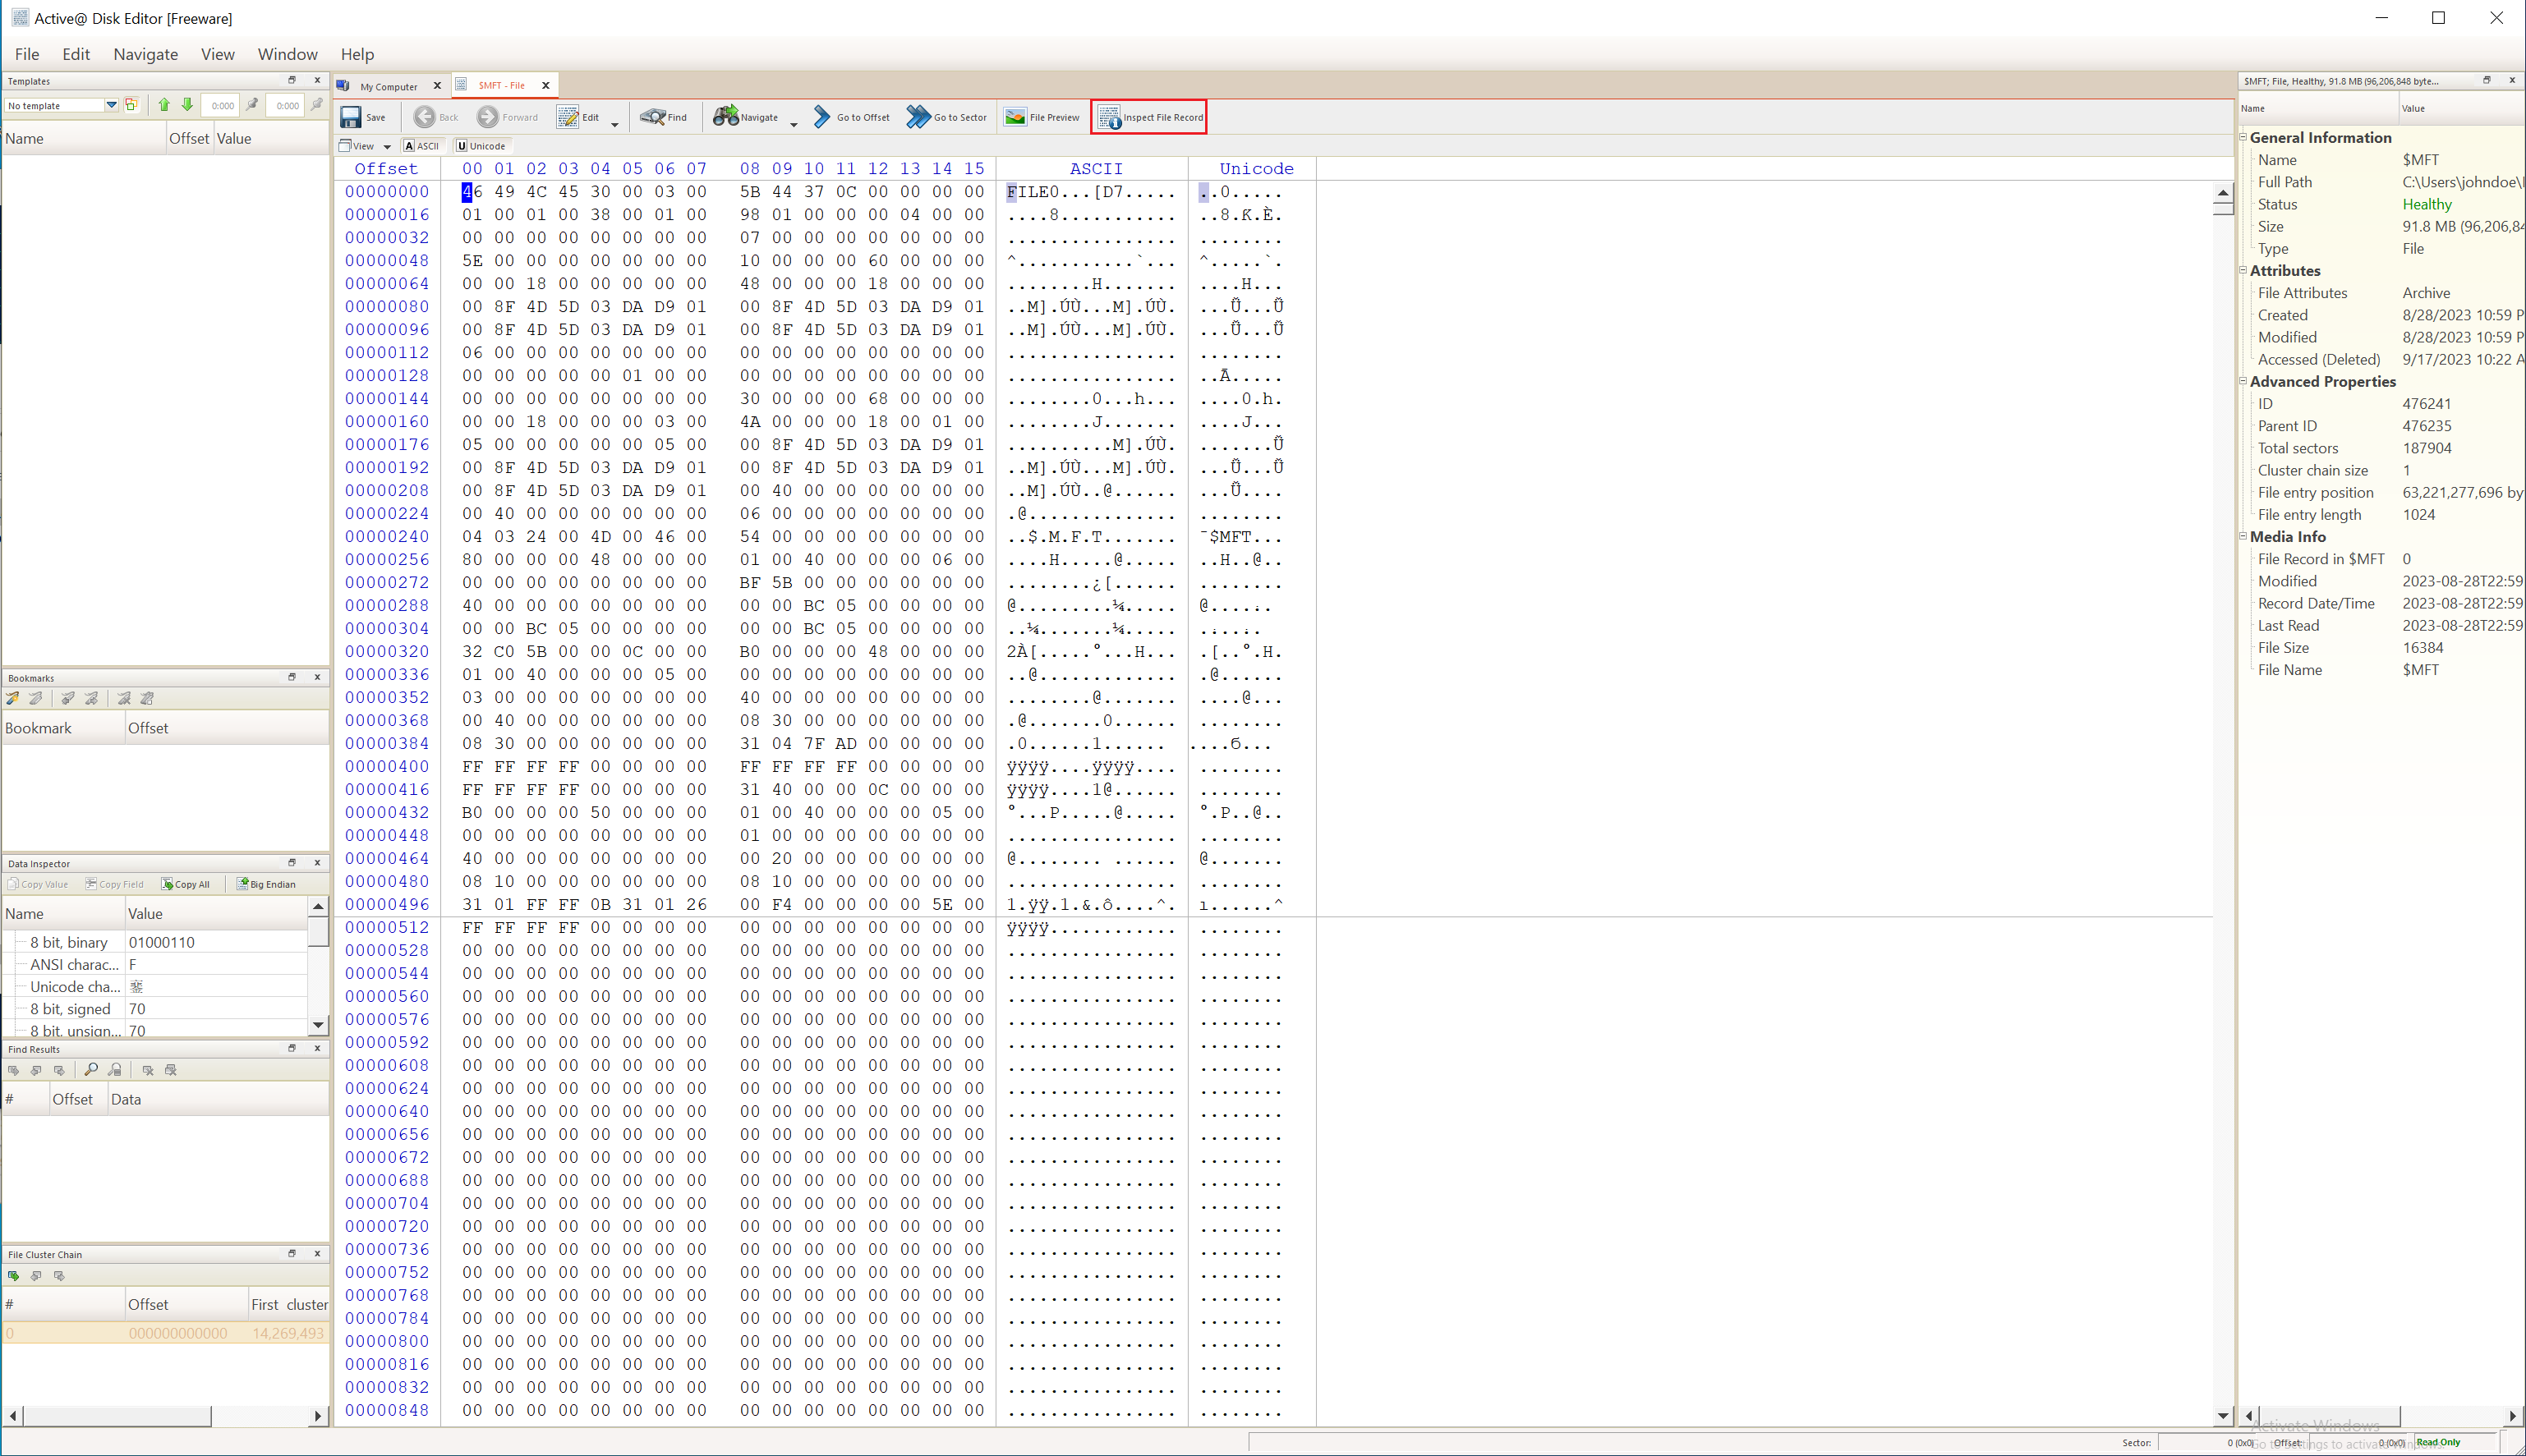 Active@ Disk Editor [Freeware]
File Edit Navigate View Window Help
Templates
No template 0:000 0:000
Name Offset Value
My Computer $MFT - File
Save Back Forward Edit Find Navigate Go to Offset Go to Sector File Preview Inspect File Record
View A ASCII U Unicode
Offset 00 01 02 03 04 05 06 07 08 09 10 11 12 13 14 15 ASCII Unicode
00000000 46 49 4C 45 30 00 03 00 5B 44 37 0C 00 00 00 00 FILE0...[D7..... ..0.....
00000016 01 00 01 00 38 00 01 00 98 01 00 00 00 04 00 00 ....8........... ..8.K.È.
00000032 00 00 00 00 00 00 00 00 07 00 00 00 00 00 00 00 ................ ........
00000048 5E 00 00 00 00 00 00 00 10 00 00 00 60 00 00 00 ^...........`... ^.....`.
00000064 00 00 18 00 00 00 00 00 48 00 00 00 18 00 00 00 ........H....... ....H...
00000080 00 8F 4D 5D 03 DA D9 01 00 8F 4D 5D 03 DA D9 01 ..M].ÚÙ...M].ÚÙ. ...Ǚ...Ǚ
00000096 00 8F 4D 5D 03 DA D9 01 00 8F 4D 5D 03 DA D9 01 ..M].ÚÙ...M].ÚÙ. ...Ǚ...Ǚ
00000112 06 00 00 00 00 00 00 00 00 00 00 00 00 00 00 00 ................ ........
00000128 00 00 00 00 00 01 00 00 00 00 00 00 00 00 00 00 ................ ..Ā.....
00000144 00 00 00 00 00 00 00 00 30 00 00 00 68 00 00 00 ........0...h... ....0.h.
00000160 00 00 18 00 00 00 03 00 4A 00 00 00 18 00 01 00 ........J....... ....J...
00000176 05 00 00 00 00 00 05 00 00 8F 4D 5D 03 DA D9 01 ..........M].ÚÙ. .......Ǚ
00000192 00 8F 4D 5D 03 DA D9 01 00 8F 4D 5D 03 DA D9 01 ..M].ÚÙ...M].ÚÙ. ...Ǚ...Ǚ
00000208 00 8F 4D 5D 03 DA D9 01 00 40 00 00 00 00 00 00 ..M].ÚÙ..@...... ...Ǚ....
00000224 00 40 00 00 00 00 00 00 06 00 00 00 00 00 00 00 .@.............. ........
00000240 04 03 24 00 4D 00 46 00 54 00 00 00 00 00 00 00 ..$.M.F.T....... ˉ$MFT...
00000256 80 00 00 00 48 00 00 00 01 00 40 00 00 00 06 00 ....H.....@..... ..H..@..
00000272 00 00 00 00 00 00 00 00 BF 5B 00 00 00 00 00 00 ........¿[...... ........
00000288 40 00 00 00 00 00 00 00 00 00 BC 05 00 00 00 00 @.........¼..... @.......
00000304 00 00 BC 05 00 00 00 00 00 00 BC 05 00 00 00 00 ..¼.......¼..... ........
00000320 32 C0 5B 00 00 0C 00 00 B0 00 00 00 48 00 00 00 2À[.....°...H... .[..°.H.
00000336 01 00 40 00 00 00 05 00 00 00 00 00 00 00 00 00 ..@............. .@......
00000352 03 00 00 00 00 00 00 00 40 00 00 00 00 00 00 00 ........@....... ....@...
00000368 00 40 00 00 00 00 00 00 08 30 00 00 00 00 00 00 .@.......0...... ........
00000384 08 30 00 00 00 00 00 00 31 04 7F AD 00 00 00 00 .0......1...... ....б...
00000400 FF FF FF FF 00 00 00 00 FF FF FF FF 00 00 00 00 ÿÿÿÿ....ÿÿÿÿ.... ........
00000416 FF FF FF FF 00 00 00 00 31 40 00 00 0C 00 00 00 ÿÿÿÿ....1@...... ........
00000432 B0 00 00 00 50 00 00 00 01 00 40 00 00 00 05 00 °...P.....@..... °.P..@..
00000448 00 00 00 00 00 00 00 00 01 00 00 00 00 00 00 00 ................ ........
00000464 40 00 00 00 00 00 00 00 00 20 00 00 00 00 00 00 @........ ...... @.......
00000480 08 10 00 00 00 00 00 00 08 10 00 00 00 00 00 00 ................ ........
00000496 31 01 FF FF 0B 31 01 26 00 F4 00 00 00 00 5E 00 1.ÿÿ.1.&.ô....^. ı......^
00000512 FF FF FF FF 00 00 00 00 00 00 00 00 00 00 00 00 ÿÿÿÿ............ ........
00000528 00 00 00 00 00 00 00 00 00 00 00 00 00 00 00 00 ................ ........
00000544 00 00 00 00 00 00 00 00 00 00 00 00 00 00 00 00 ................ ........
00000560 00 00 00 00 00 00 00 00 00 00 00 00 00 00 00 00 ................ ........
00000576 00 00 00 00 00 00 00 00 00 00 00 00 00 00 00 00 ................ ........
00000592 00 00 00 00 00 00 00 00 00 00 00 00 00 00 00 00 ................ ........
00000608 00 00 00 00 00 00 00 00 00 00 00 00 00 00 00 00 ................ ........
00000624 00 00 00 00 00 00 00 00 00 00 00 00 00 00 00 00 ................ ........
00000640 00 00 00 00 00 00 00 00 00 00 00 00 00 00 00 00 ................ ........
00000656 00 00 00 00 00 00 00 00 00 00 00 00 00 00 00 00 ................ ........
00000672 00 00 00 00 00 00 00 00 00 00 00 00 00 00 00 00 ................ ........
00000688 00 00 00 00 00 00 00 00 00 00 00 00 00 00 00 00 ................ ........
00000704 00 00 00 00 00 00 00 00 00 00 00 00 00 00 00 00 ................ ........
00000720 00 00 00 00 00 00 00 00 00 00 00 00 00 00 00 00 ................ ........
00000736 00 00 00 00 00 00 00 00 00 00 00 00 00 00 00 00 ................ ........
00000752 00 00 00 00 00 00 00 00 00 00 00 00 00 00 00 00 ................ ........
00000768 00 00 00 00 00 00 00 00 00 00 00 00 00 00 00 00 ................ ........
00000784 00 00 00 00 00 00 00 00 00 00 00 00 00 00 00 00 ................ ........
00000800 00 00 00 00 00 00 00 00 00 00 00 00 00 00 00 00 ................ ........
00000816 00 00 00 00 00 00 00 00 00 00 00 00 00 00 00 00 ................ ........
00000832 00 00 00 00 00 00 00 00 00 00 00 00 00 00 00 00 ................ ........
00000848 00 00 00 00 00 00 00 00 00 00 00 00 00 00 00 00 ................ ........
Bookmarks
Bookmark Offset
Data Inspector
Copy Value Copy Field Copy All Big Endian
Name Value
8 bit, binary 01000110
ANSI charac... F
Unicode cha...
8 bit, signed 70
8 bit, unsign... 70
Find Results
# Offset Data
File Cluster Chain
# Offset First cluster
0 000000000000 14,269,493
$MFT; File, Healthy, 91.8 MB (96,206,848 byte...
Name Value
General Information
Name $MFT
Full Path C:\Users\johndoe\
Status Healthy
Size 91.8 MB (96,206,84
Type File
Attributes
File Attributes Archive
Created 8/28/2023 10:59 P
Modified 8/28/2023 10:59 P
Accessed (Deleted) 9/17/2023 10:22 A
Advanced Properties
ID 476241
Parent ID 476235
Total sectors 187904
Cluster chain size 1
File entry position 63,221,277,696 by
File entry length 1024
Media Info
File Record in $MFT 0
Modified 2023-08-28T22:59
Record Date/Time 2023-08-28T22:59
Last Read 2023-08-28T22:59
File Size 16384
File Name $MFT
Activate Windows
Go to Settings to activate Windows.
Sector: 0 (0x0) Offset: 0 (0x0) Read Only